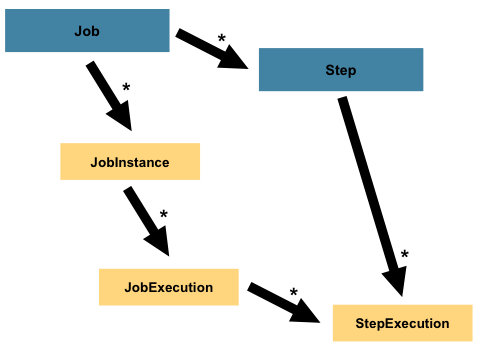 Job
*
Step
*
JobInstance
*
*
JobExecution
*
StepExecution